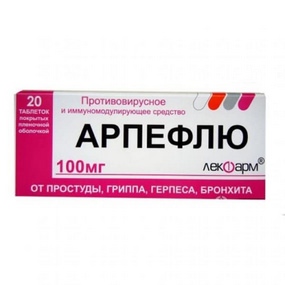 20
ТАБЛЕТОК
покрытых
пленочной
оболочкой
Противовирусное
и иммуномодулирующее средство
АРПЕФЛЮ
100мг
лекфарм®
ОТ ПРОСТУДЫ, ГРИППА, ГЕРПЕСА, БРОНХИТА